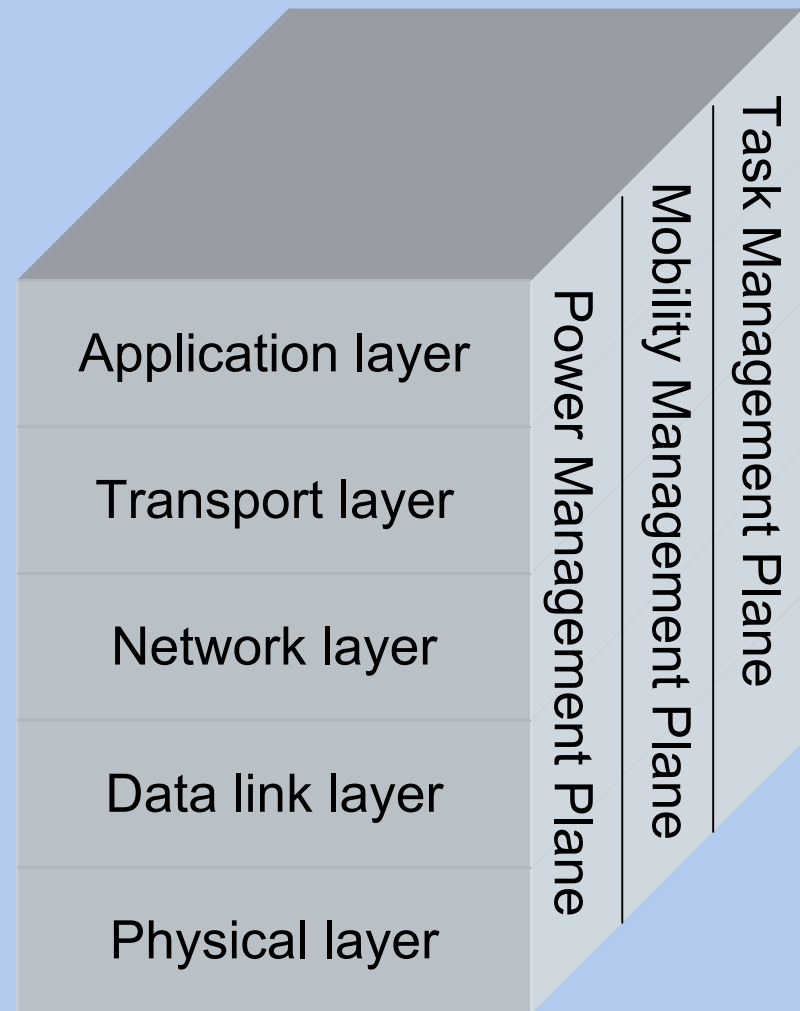 Application layer
Transport layer
Network layer
Data link layer
Physical layer
Power Management Plane
Mobility Management Plane
Task Management Plane